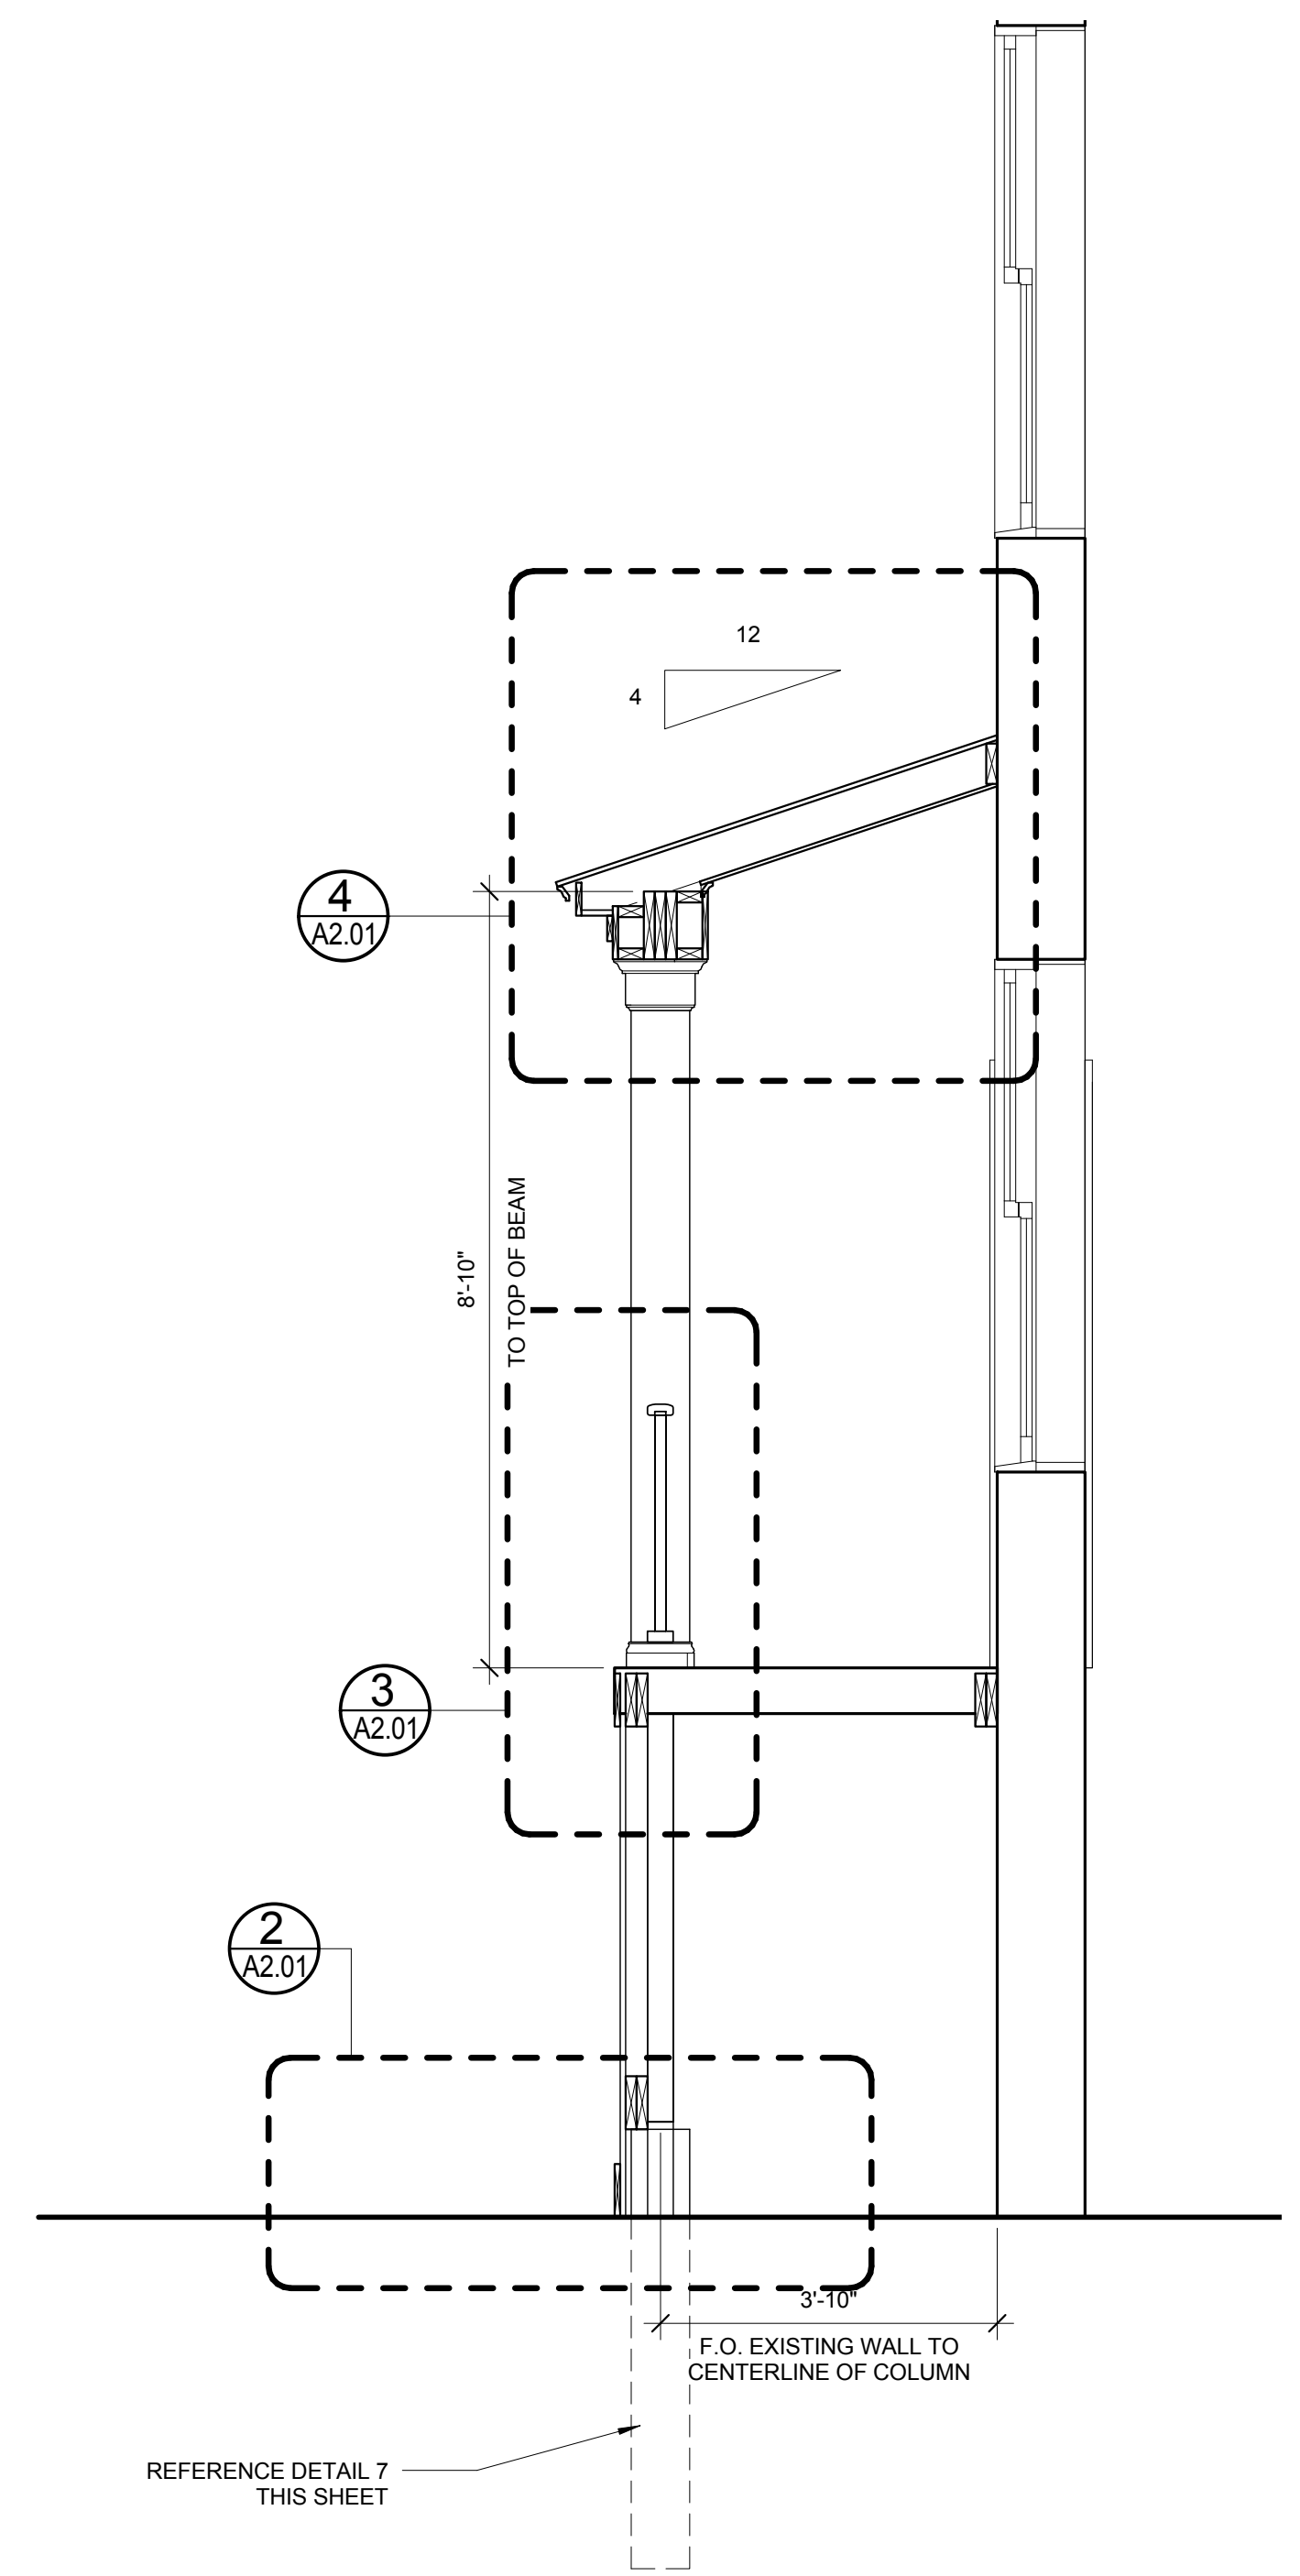 12
4
4
A2.01
8'-10"
TO TOP OF BEAM
3
A2.01
2
A2.01
3'-10"
F.O. EXISTING WALL TO
CENTERLINE OF COLUMN
REFERENCE DETAIL 7
THIS SHEET